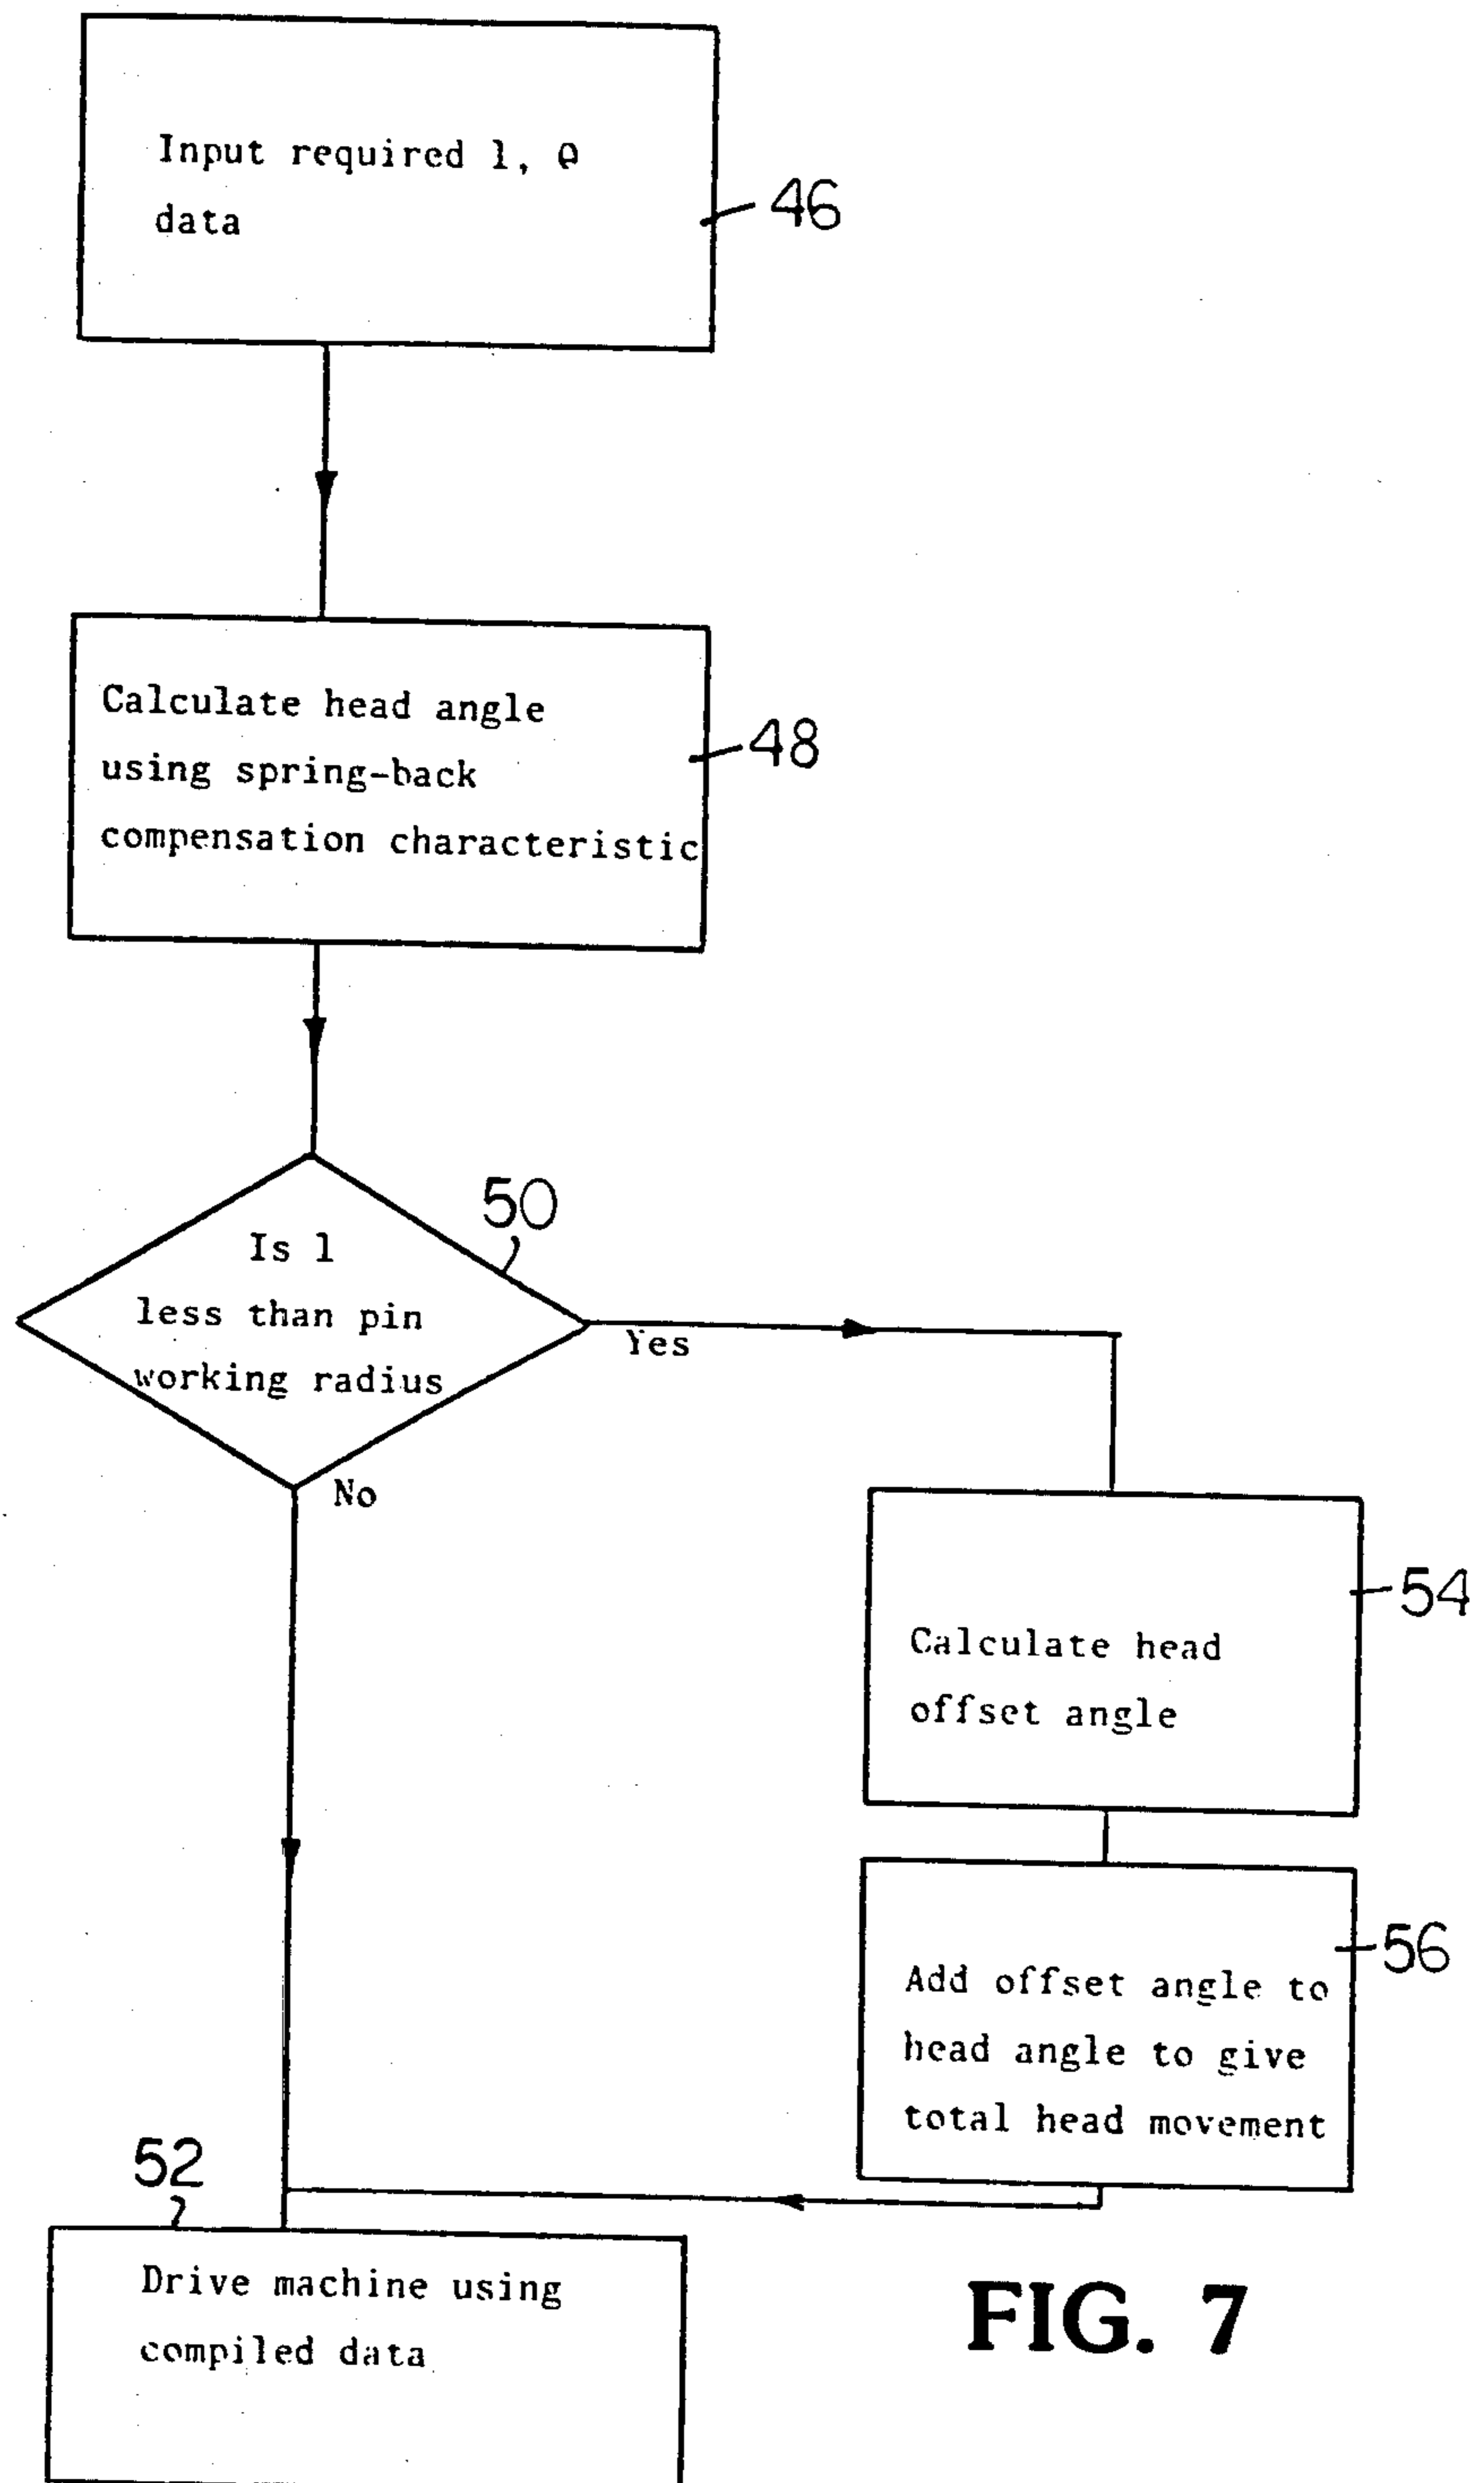 Input required l, θ
data
46
Calculate head angle
using spring-back
compensation characteristic
48
50
Is l
less than pin
working radius
Yes
No
54
Calculate head
offset angle
56
Add offset angle to
head angle to give
total head movement
52
Drive machine using
compiled data
FIG. 7